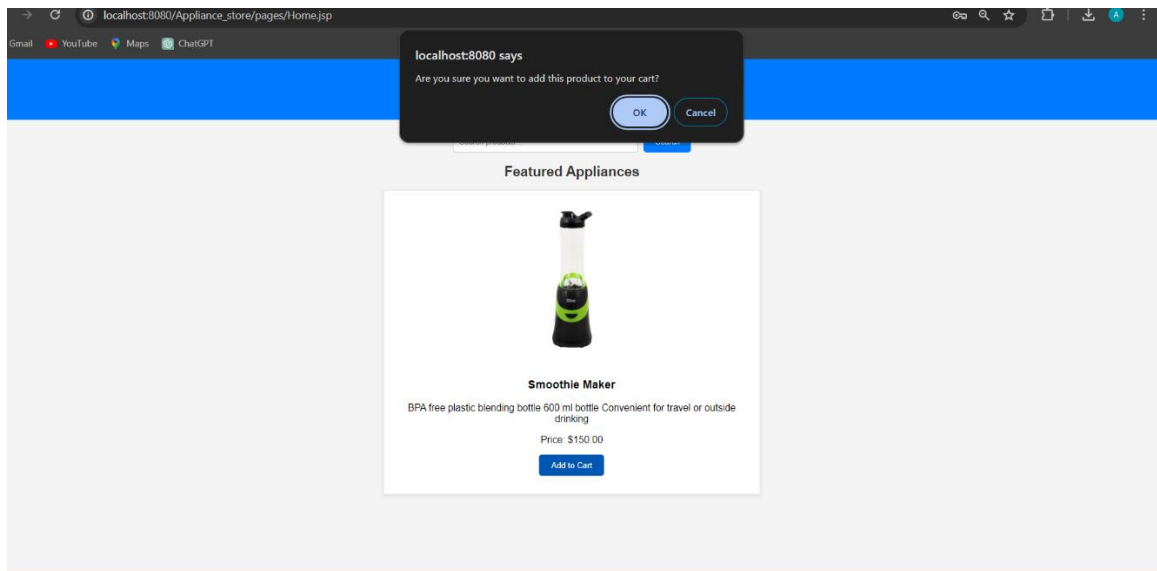 localhost:8080/Appliance_store/pages/Home.jsp
A
Gmail YouTube Maps ChatGPT
localhost:8080 says
Are you sure you want to add this product to your cart?
OK Cancel
Featured Appliances
Smoothie Maker
BPA free plastic blending bottle 600 ml bottle Convenient for travel or outside
drinking
Price: $150.00
Add to Cart